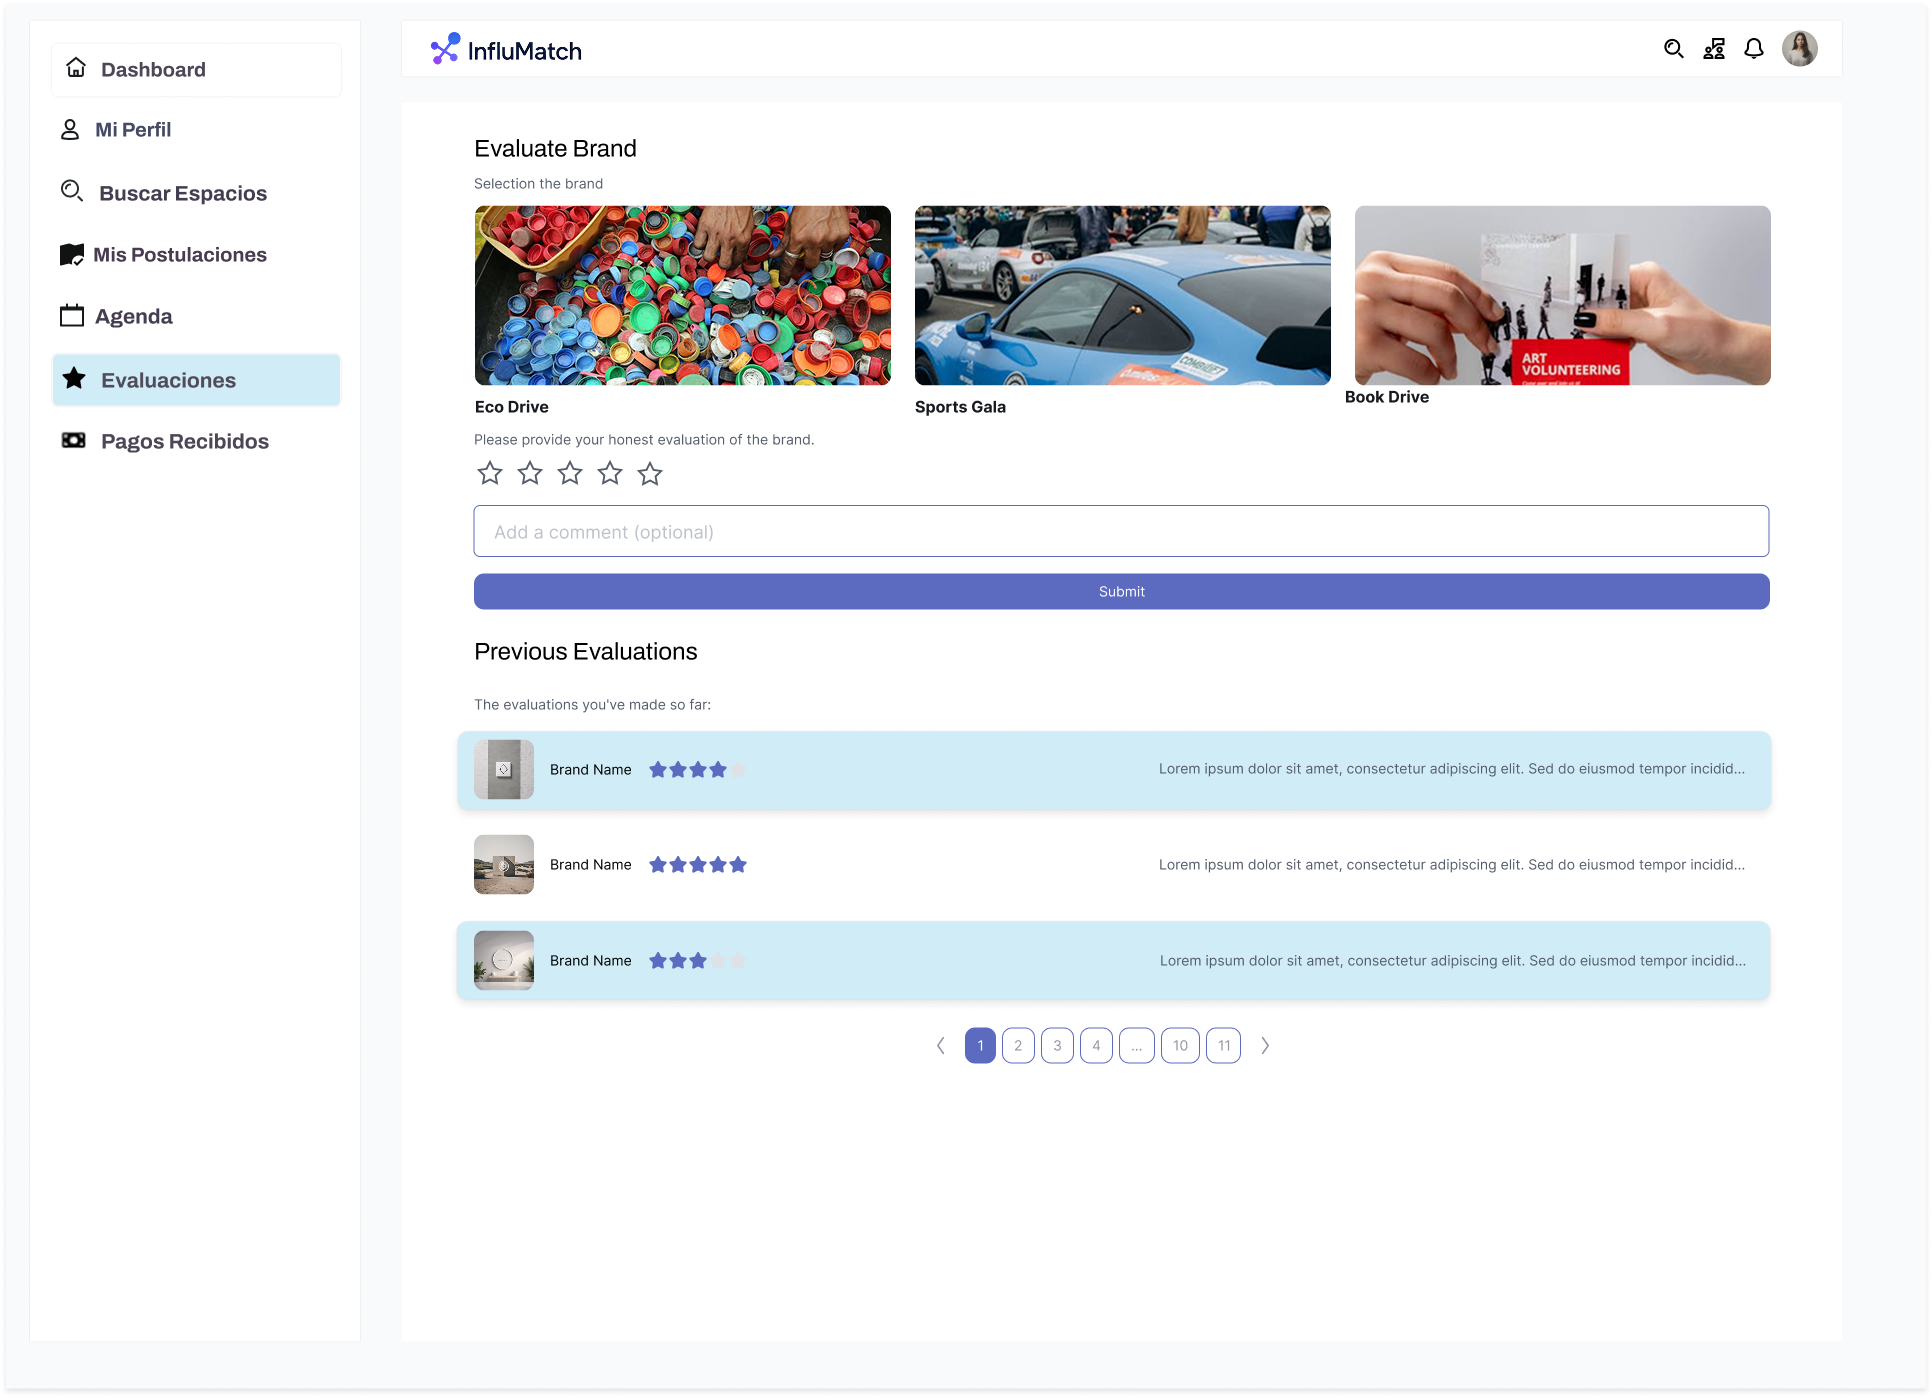 Dashboard
Mi Perfil
Buscar Espacios
Mis Postulaciones
Agenda
Evaluaciones
Pagos Recibidos
InfluMatch
Evaluate Brand
Selection the brand
COMBILIFT
ART
VOLUNTEERING
Eco Drive
Sports Gala
Book Drive
Please provide your honest evaluation of the brand.
Add a comment (optional)
Submit
Previous Evaluations
The evaluations you've made so far:
Brand Name
Lorem ipsum dolor sit amet, consectetur adipiscing elit. Sed do eiusmod tempor incidid...
Brand Name
Lorem ipsum dolor sit amet, consectetur adipiscing elit. Sed do eiusmod tempor incidid...
Brand Name
Lorem ipsum dolor sit amet, consectetur adipiscing elit. Sed do eiusmod tempor incidid...
1 2 3 4 ... 10 11